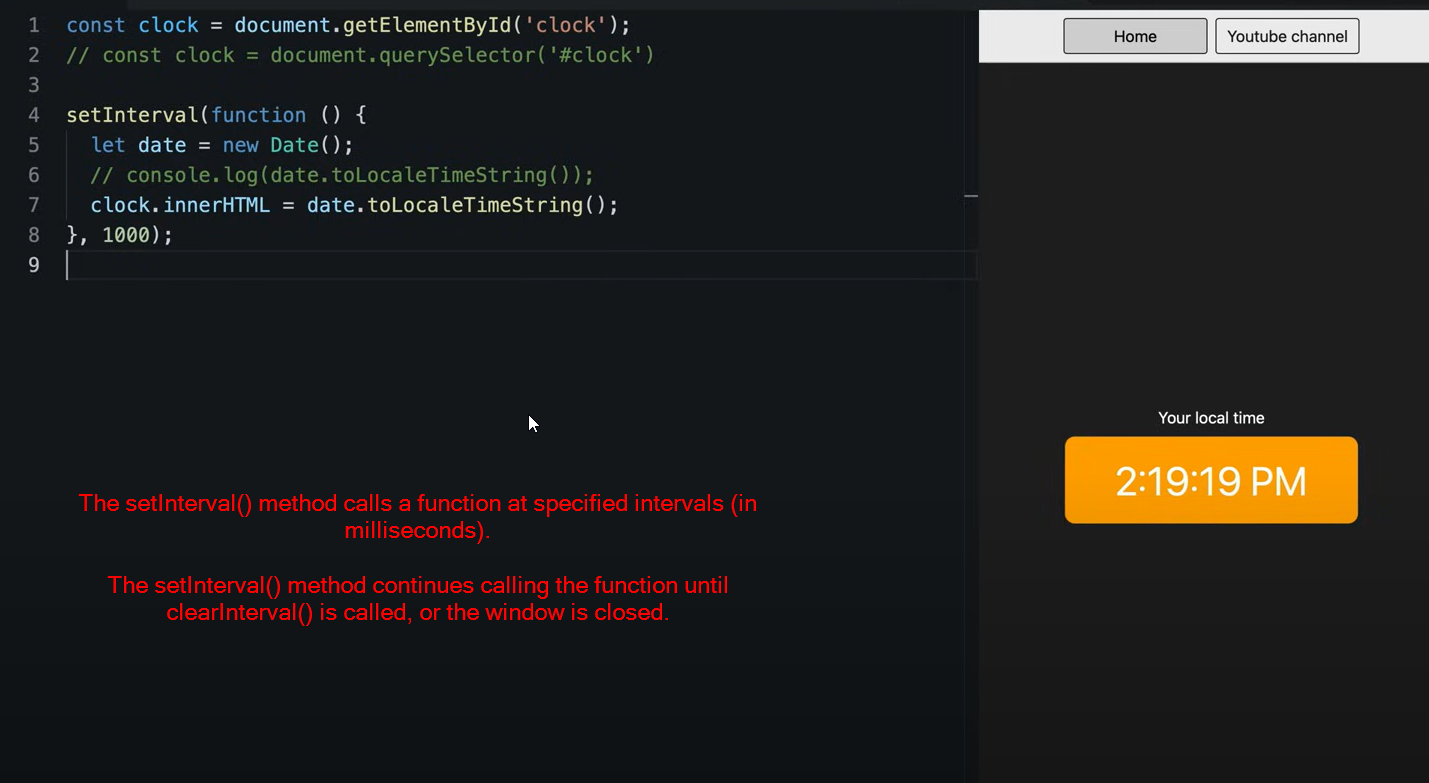 1 const clock = document.getElementById('clock');
2 // const clock = document.querySelector('#clock')
3
4 setInterval(function () {
5   let date = new Date();
6   // console.log(date.toLocaleTimeString());
7   clock.innerHTML = date.toLocaleTimeString();
8 }, 1000);
9
The setInterval() method calls a function at specified intervals (in
milliseconds).
The setInterval() method continues calling the function until
clearInterval() is called, or the window is closed.
Home Youtube channel
Your local time
2:19:19 PM